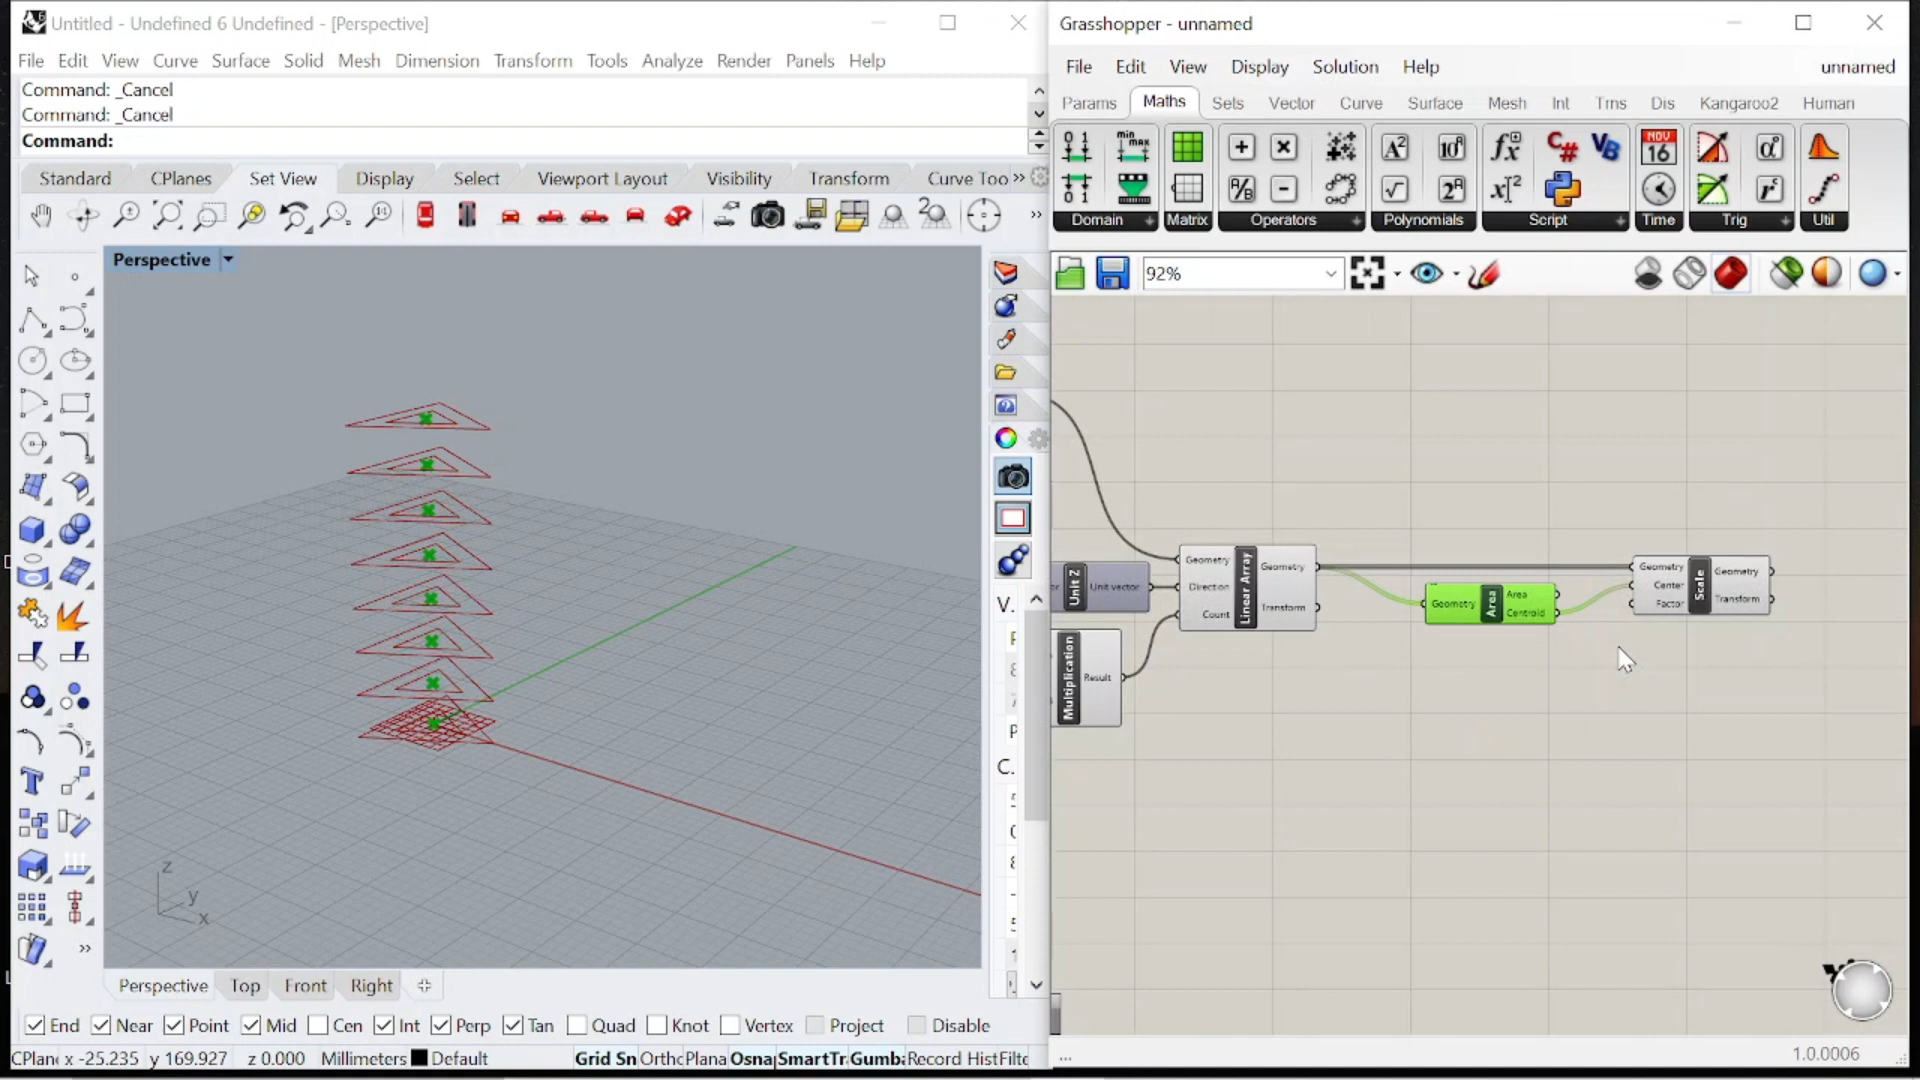 Untitled - Undefined 6 Undefined - [Perspective]
File Edit View Curve Surface Solid Mesh Dimension Transform Tools Analyze Render Panels Help
Command: _Cancel
Command: _Cancel
Command:
Standard CPlanes Set View Display Select Viewport Layout Visibility Transform Curve Too
Perspective
z
y
x
Perspective Top Front Right
End Near Point Mid Cen Int Perp Tan Quad Knot Vertex Project Disable
CPlane x -25.235 y 169.927 z 0.000 Millimeters Default Grid Sn Ortho Plana Osna SmartTr Gumba Record Hist Filte
V.
C.
Grasshopper - unnamed
File Edit View Display Solution Help unnamed
Params Maths Sets Vector Curve Surface Mesh Int Trns Dis Kangaroo2 Human
Domain Matrix Operators Polynomials Script Time Trig Util
NOV
16
92%
Unit Z
Unit vector
Multiplication
Result
Geometry
Direction
Count
Linear Array
Geometry
Transform
Geometry
Area
Area
Centroid
Geometry
Center
Factor
Scale
Geometry
Transform
... 1.0.0006